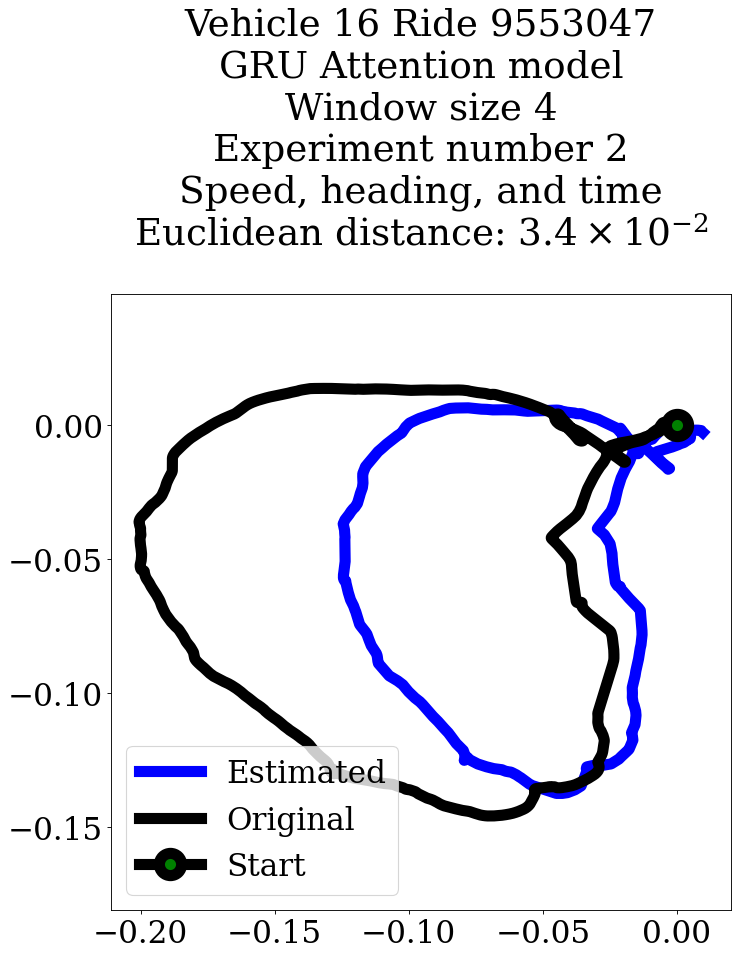 Vehicle 16 Ride 9553047
GRU Attention model
Window size 4
Experiment number 2
Speed, heading, and time
Euclidean distance: 3.4 × 10⁻²
0.00
−0.05
−0.10
−0.15
Estimated
Original
Start
−0.20 −0.15 −0.10 −0.05 0.00